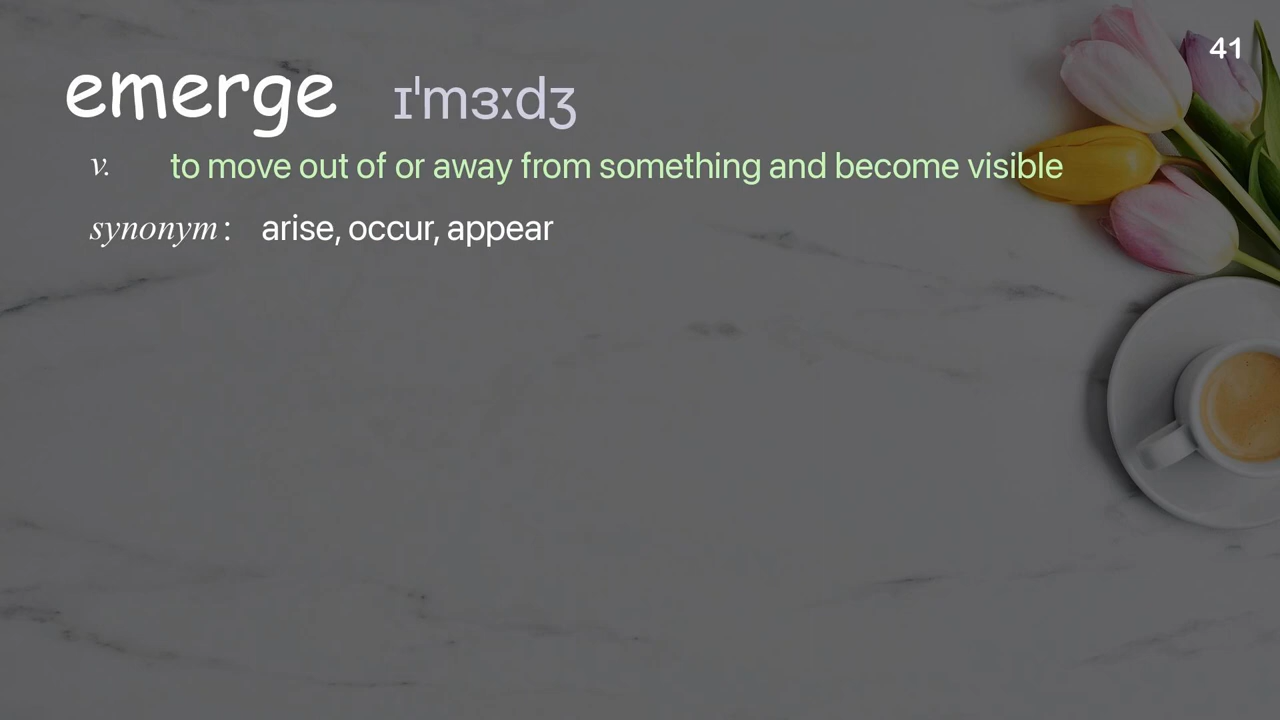 41
emerge ɪˈmɜːdʒ
v. to move out of or away from something and become visible
synonym : arise, occur, appear